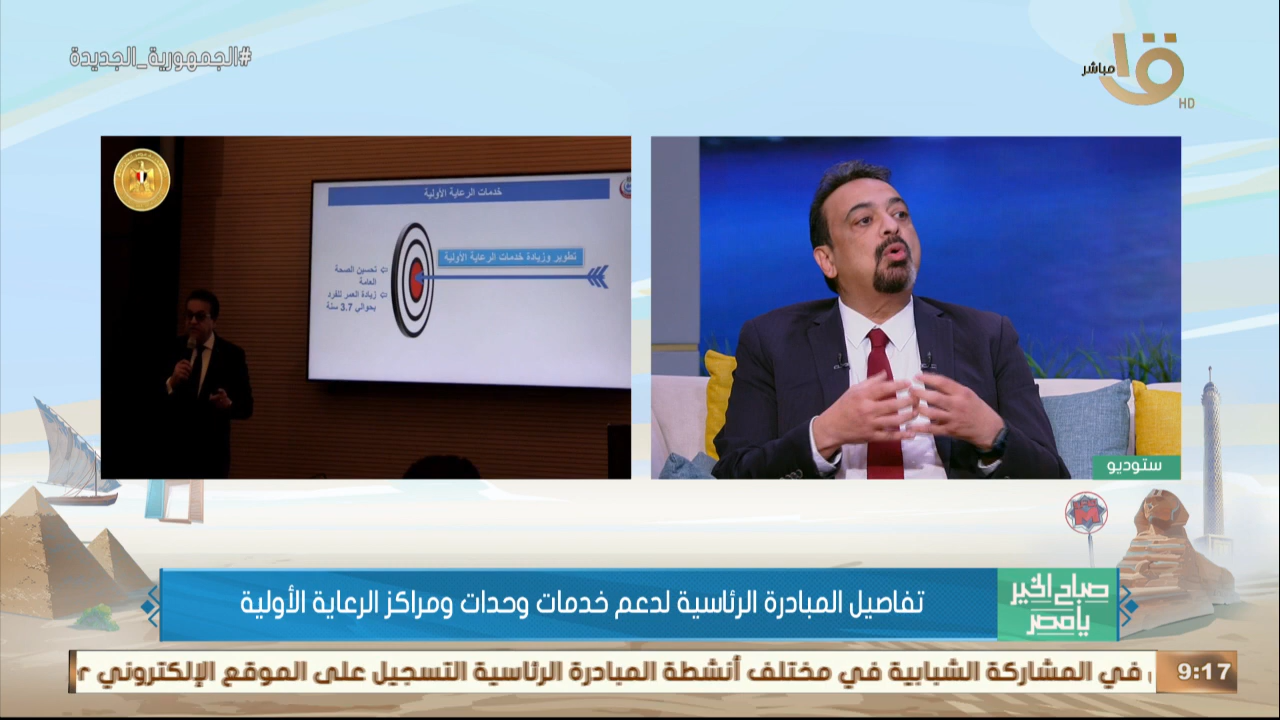 #الجمهورية_الجديدة
مباشر
HD
خدمات الرعاية الأولية
تطوير وزيادة خدمات الرعاية الأولية
تحسين الصحة
العامة
زيادة العمر للفرد
بحوالي 3.7 سنة
ستوديو
صباح الخير
يا مصر
تفاصيل المبادرة الرئاسية لدعم خدمات وحدات ومراكز الرعاية الأولية
9:17
في المشاركة الشبابية في مختلف أنشطة المبادرة الرئاسية التسجيل على الموقع الإلكتروني